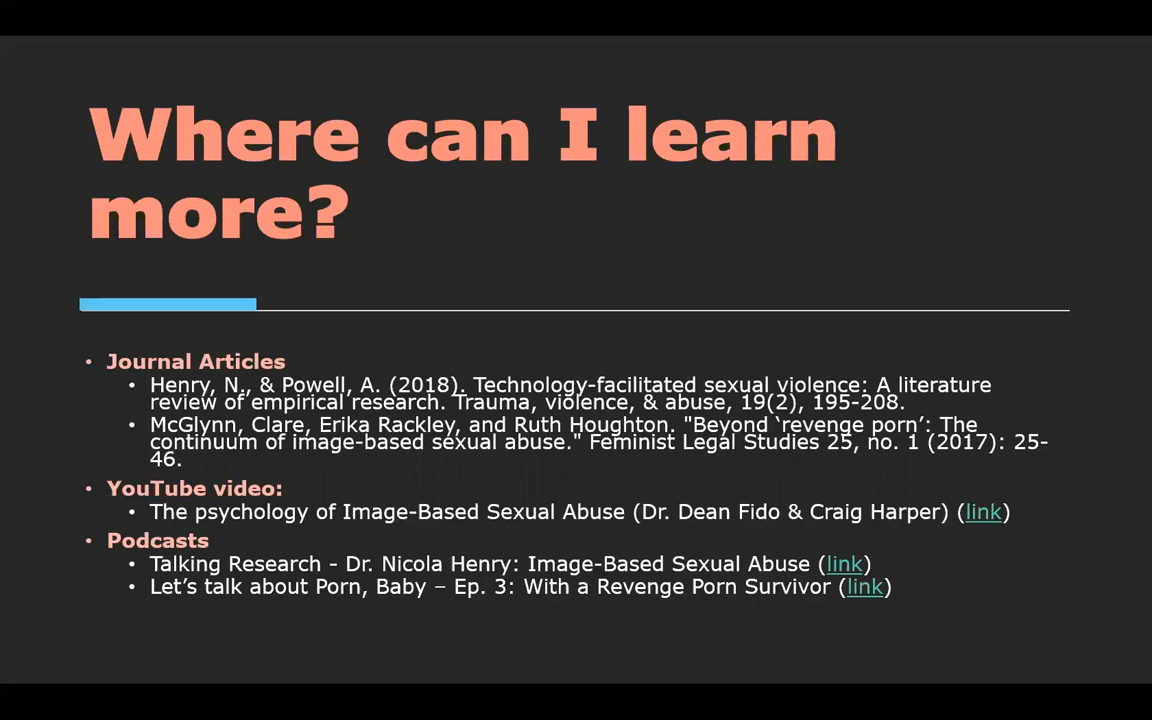 Where can I learn
more?
• Journal Articles
• Henry, N., & Powell, A. (2018). Technology-facilitated sexual violence: A literature
review of empirical research. Trauma, violence, & abuse, 19(2), 195-208.
• McGlynn, Clare, Erika Rackley, and Ruth Houghton. "Beyond ‘revenge porn’: The
continuum of image-based sexual abuse." Feminist Legal Studies 25, no. 1 (2017): 25-
46.
• YouTube video:
• The psychology of Image-Based Sexual Abuse (Dr. Dean Fido & Craig Harper) (link)
• Podcasts
• Talking Research - Dr. Nicola Henry: Image-Based Sexual Abuse (link)
• Let’s talk about Porn, Baby – Ep. 3: With a Revenge Porn Survivor (link)